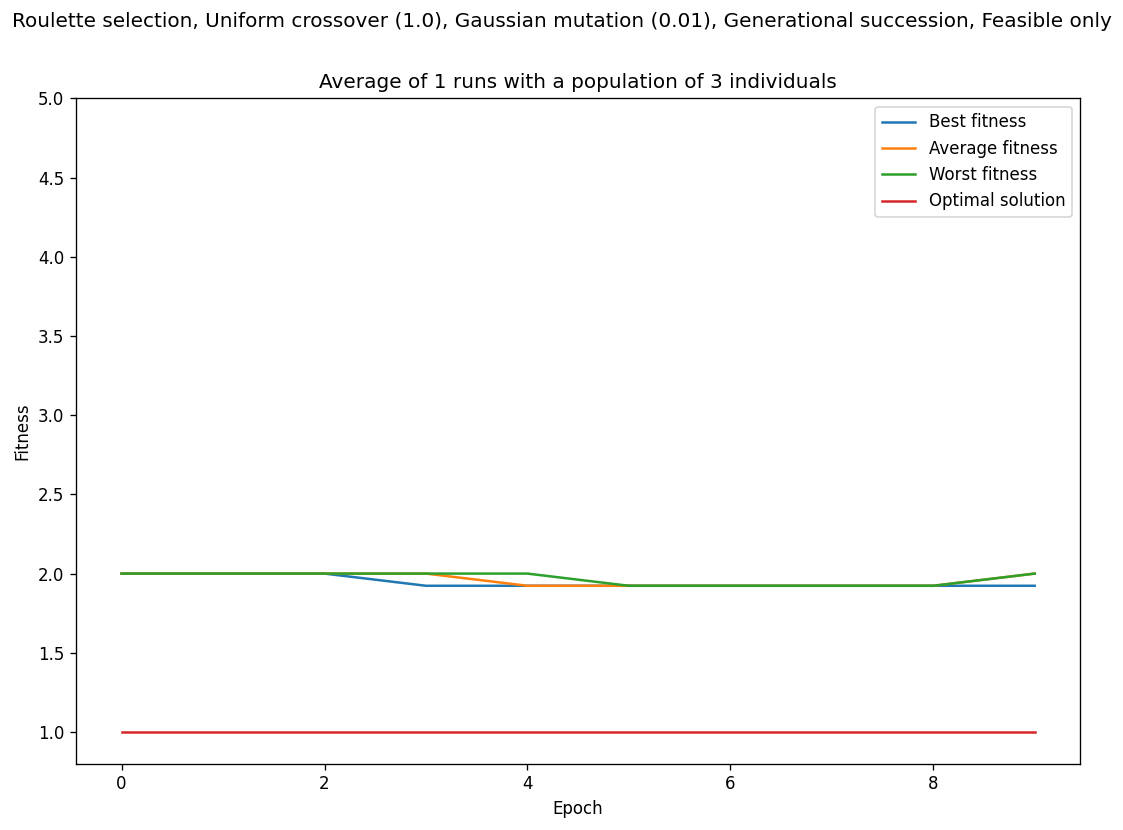 Roulette selection, Uniform crossover (1.0), Gaussian mutation (0.01), Generational succession, Feasible only
Average of 1 runs with a population of 3 individuals
5.0
4.5
4.0
3.5
3.0
2.5
2.0
1.5
1.0
Fitness
Best fitness
Average fitness
Worst fitness
Optimal solution
0
2
4
6
8
Epoch